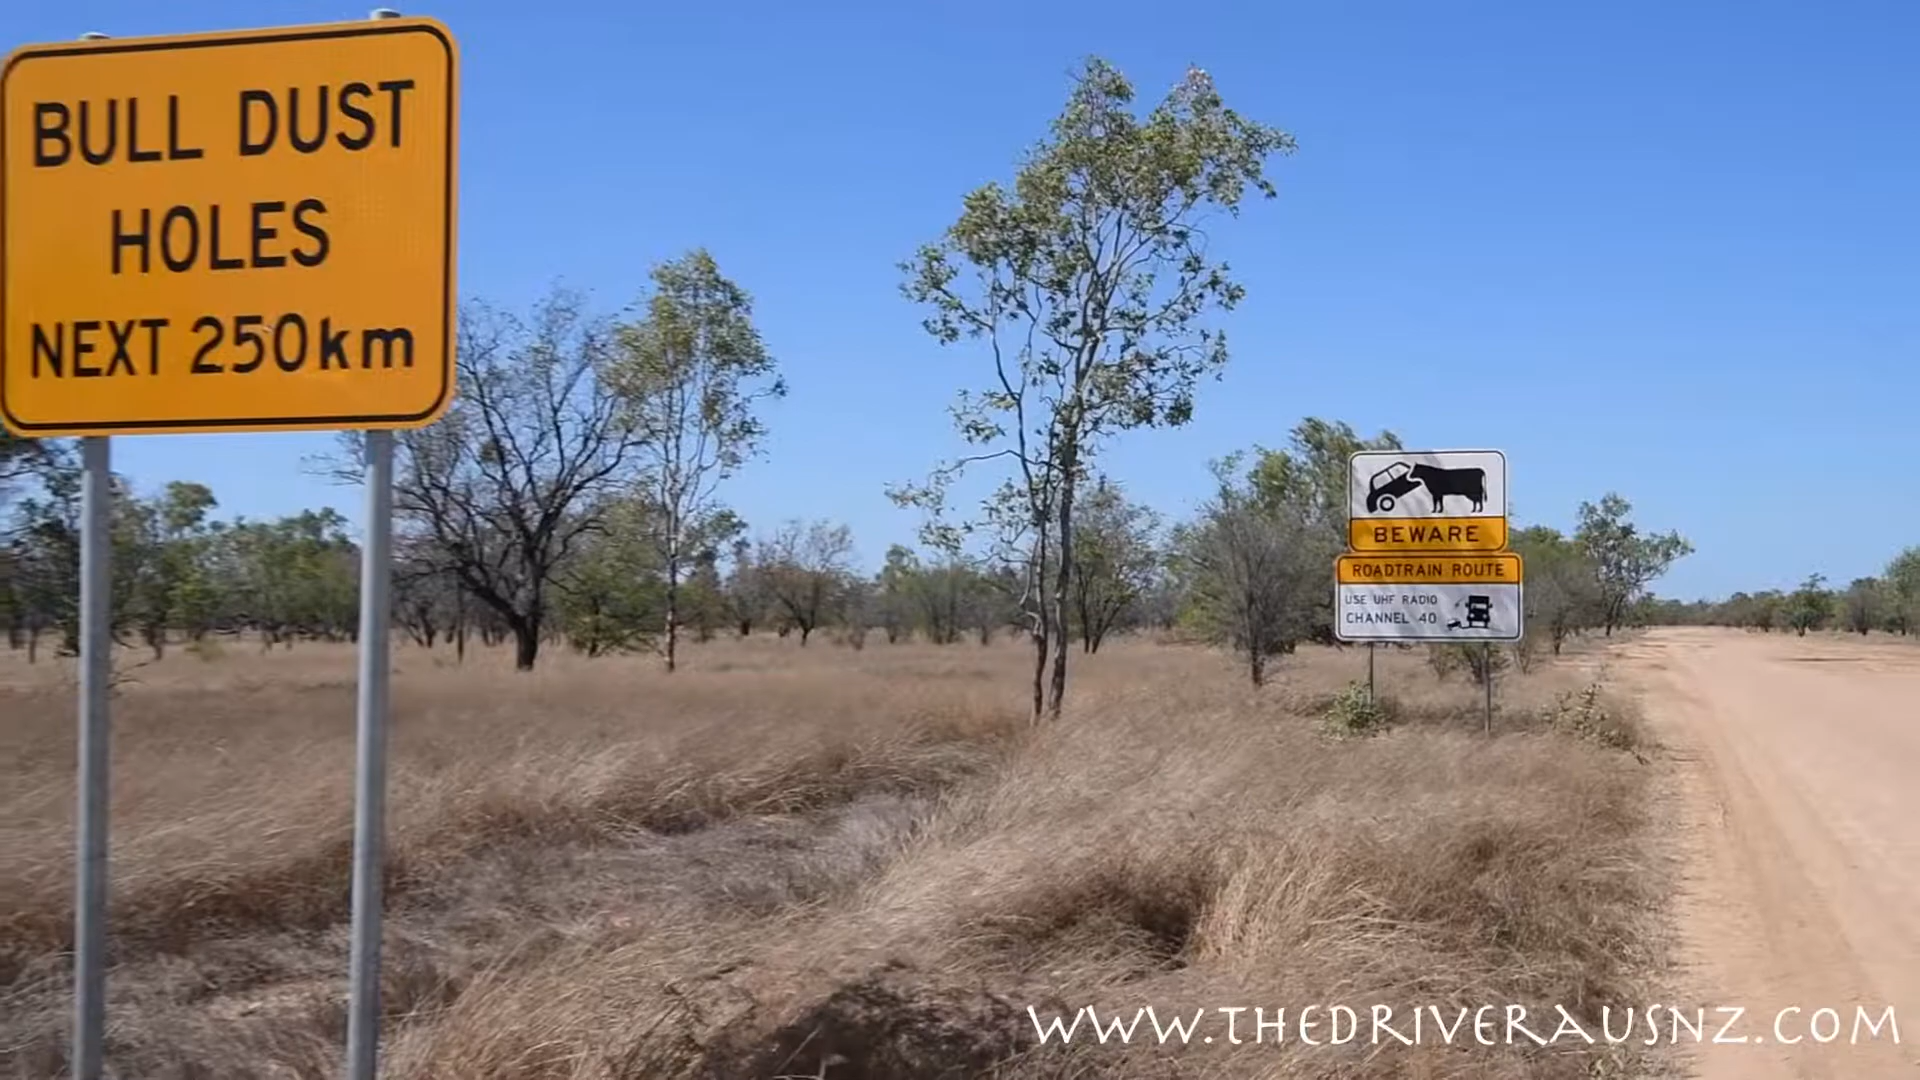 BULL DUST
HOLES
NEXT 250km
BEWARE
ROADTRAIN ROUTE
USE UHF RADIO
CHANNEL 40
WWW.THEDRIVERAUSNZ.COM